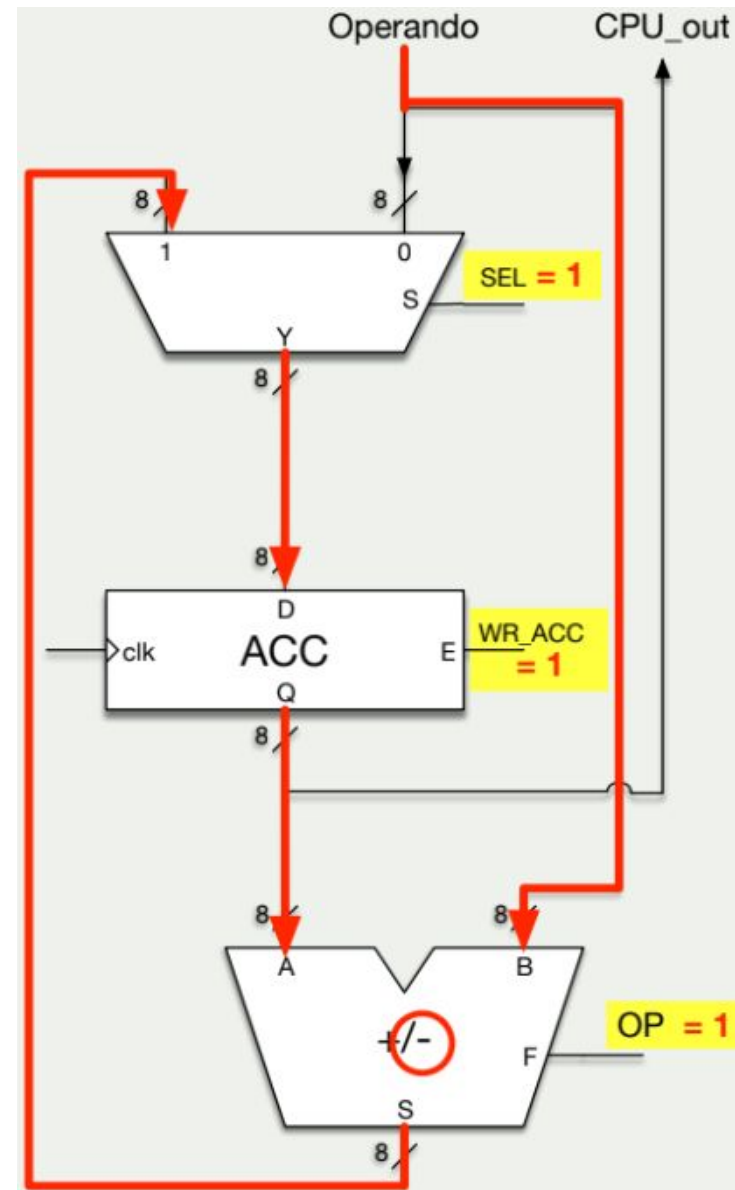 Operando CPU_out
8 8
1 0
SEL = 1
S
Y
8
8
D
WR_ACC
clk ACC E
= 1
Q
8
8 8
A B
OP = 1
+/-
F
S
8